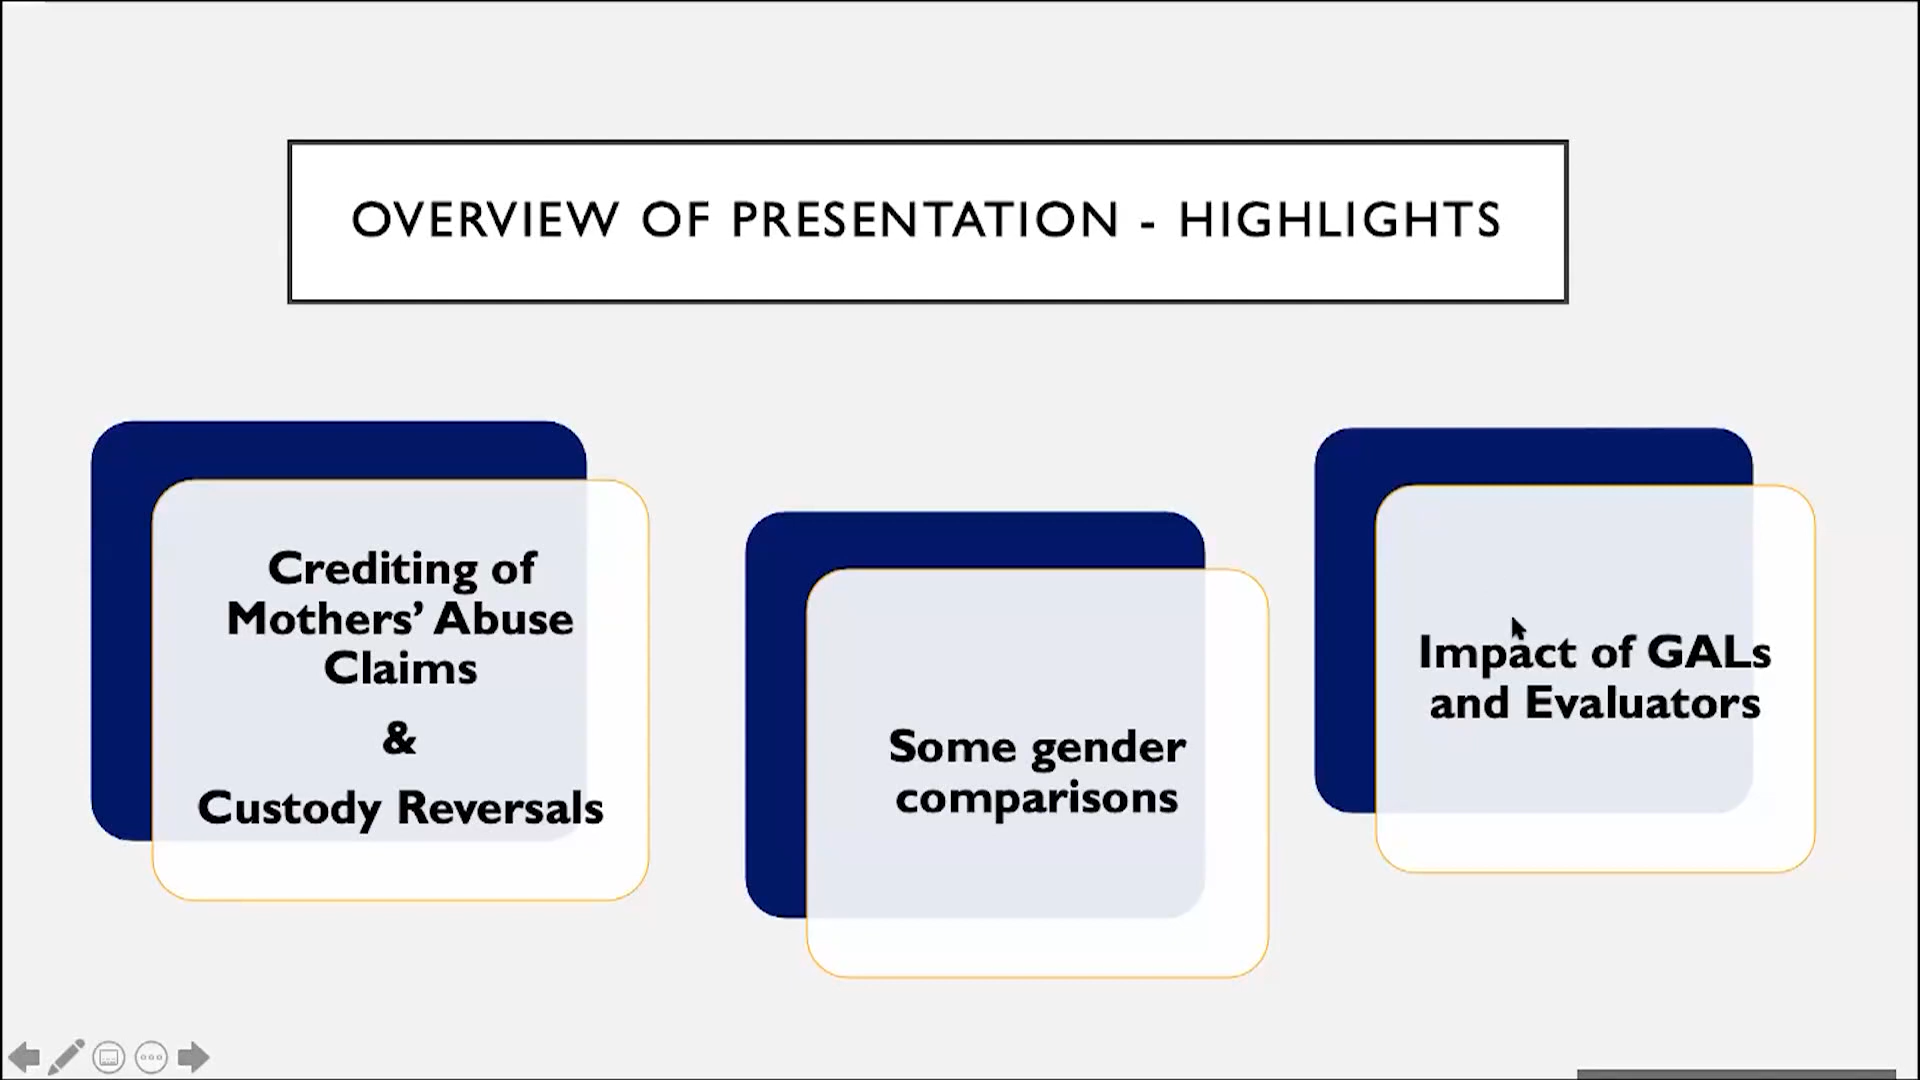 OVERVIEW OF PRESENTATION - HIGHLIGHTS
Crediting of
Mothers’ Abuse
Claims
&
Custody Reversals
Some gender
comparisons
Impact of GALs
and Evaluators